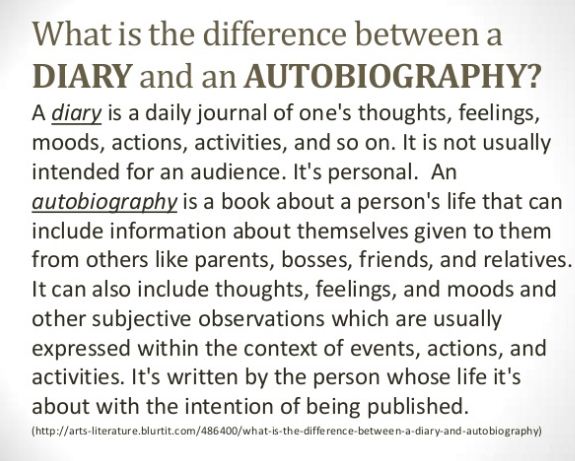 What is the difference between a
DIARY and an AUTOBIOGRAPHY?
A diary is a daily journal of one's thoughts, feelings,
moods, actions, activities, and so on. It is not usually
intended for an audience. It's personal.  An
autobiography is a book about a person's life that can
include information about themselves given to them
from others like parents, bosses, friends, and relatives.
It can also include thoughts, feelings, and moods and
other subjective observations which are usually
expressed within the context of events, actions, and
activities. It's written by the person whose life it's
about with the intention of being published.
(http://arts-literature.blurtit.com/486400/what-is-the-difference-between-a-diary-and-autobiography)